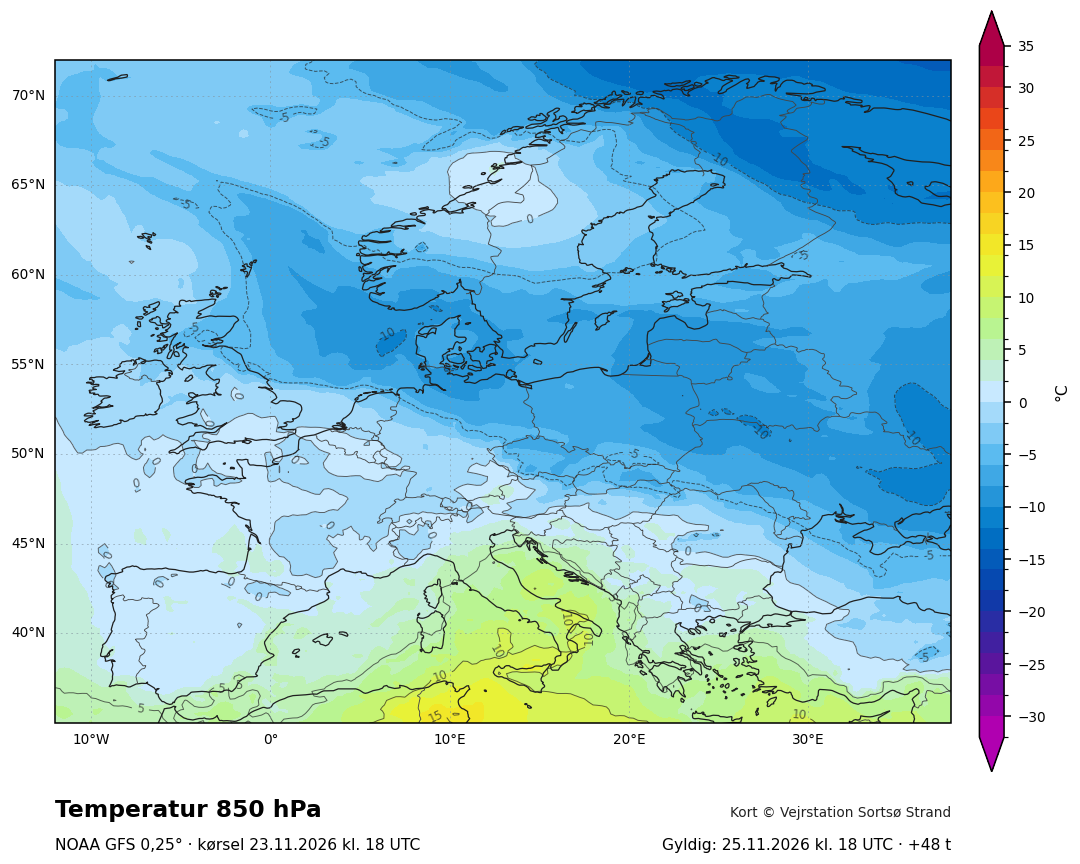 70°N
65°N
60°N
55°N
50°N
45°N
40°N
10°W
0°
10°E
20°E
30°E
35
30
25
20
15
10
5
0
−5
−10
−15
−20
−25
−30
°C
Temperatur 850 hPa
Kort © Vejrstation Sortsø Strand
NOAA GFS 0,25° · kørsel 23.11.2026 kl. 18 UTC
Gyldig: 25.11.2026 kl. 18 UTC · +48 t